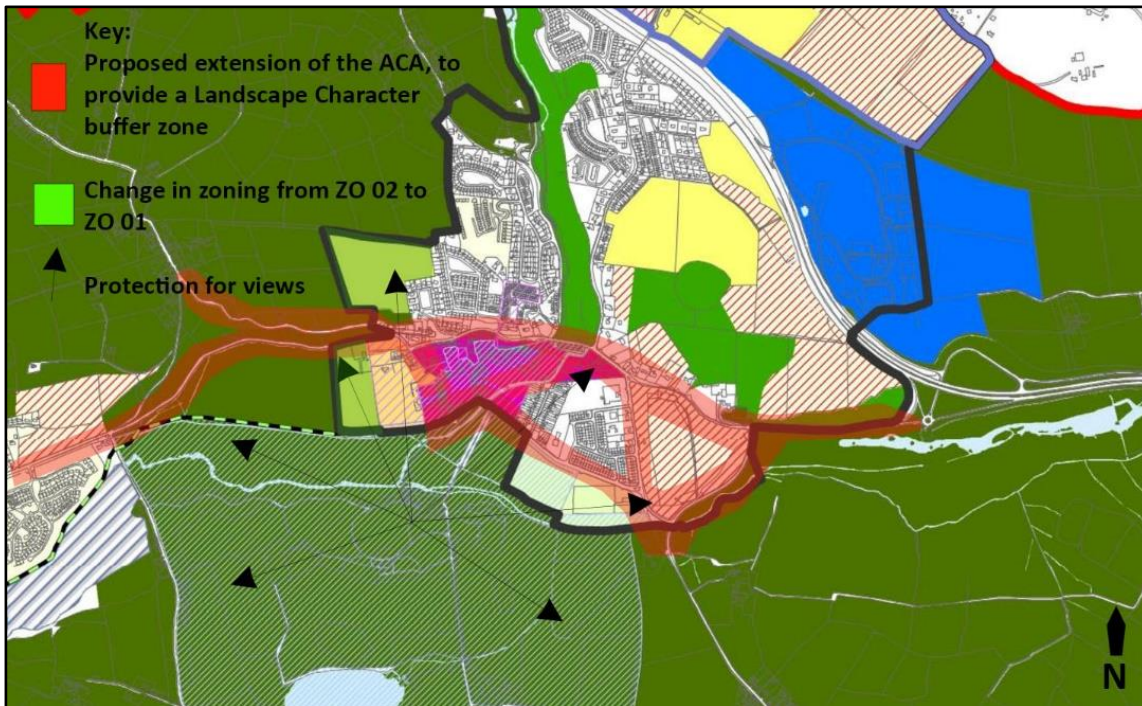 Key:
Proposed extension of the ACA, to
provide a Landscape Character
buffer zone
Change in zoning from ZO 02 to
ZO 01
Protection for views
N